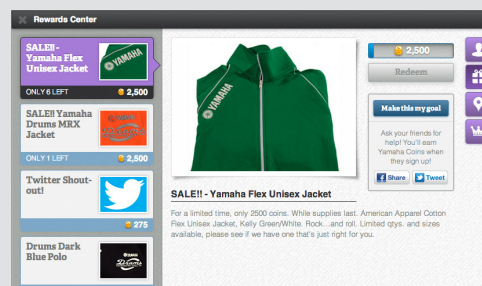 Rewards Center
SALE!! -
Yamaha Flex
Unisex Jacket
YAMAHA
ONLY 6 LEFT
2,500
SALE!! Yamaha
Drums MRX
Jacket
ONLY 1 LEFT
2,500
Twitter Shout-
out!
275
Drums Dark
Blue Polo
Drums
YAMAHA
SALE!! - Yamaha Flex Unisex Jacket
For a limited time, only 2500 coins. While supplies last. American Apparel Cotton
Flex Unisex Jacket, Kelly Green/White. Rock...and roll. Limited qtys. and sizes
available, please see if we have one that's just right for you.
2,500
Redeem
Make this my goal
Ask your friends for
help! You'll earn
Yamaha Coins when
they sign up!
Share
Tweet